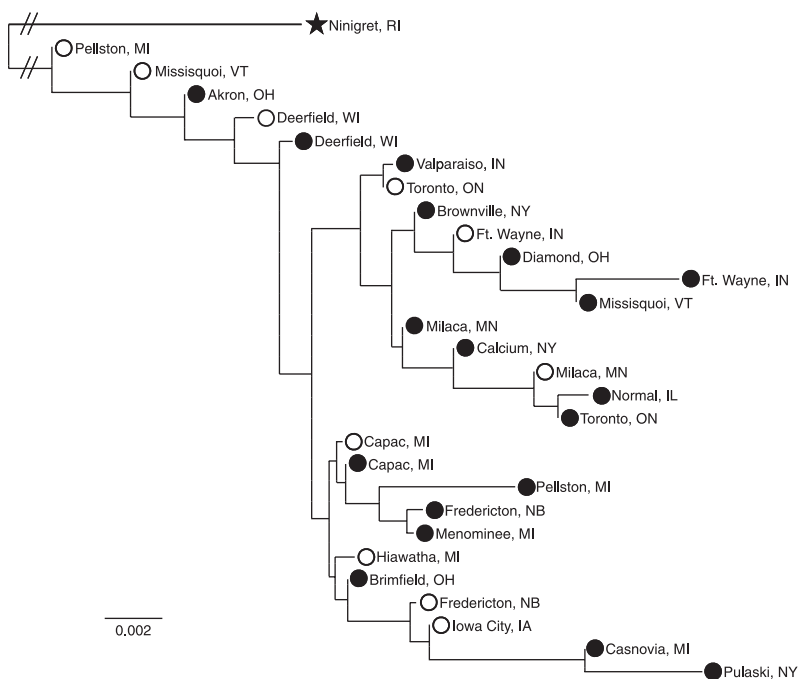 Ninigret, RI
Pellston, MI
Missisquoi, VT
Akron, OH
Deerfield, WI
Deerfield, WI
Valparaiso, IN
Toronto, ON
Brownville, NY
Ft. Wayne, IN
Diamond, OH
Ft. Wayne, IN
Missisquoi, VT
Milaca, MN
Calcium, NY
Milaca, MN
Normal, IL
Toronto, ON
Capac, MI
Capac, MI
Pellston, MI
Fredericton, NB
Menominee, MI
Hiawatha, MI
Brimfield, OH
Fredericton, NB
Iowa City, IA
Casnovia, MI
Pulaski, NY
0.002